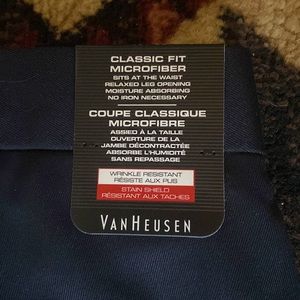 CLASSIC FIT
MICROFIBER
SITS AT THE WAIST
RELAXED LEG OPENING
MOISTURE ABSORBING
NO IRON NECESSARY
COUPE CLASSIQUE
MICROFIBRE
ASSIED À LA TAILLE
OUVERTURE DE LA
JAMBE DÉCONTRACTÉE
ABSORBE L'HUMIDITÉ
SANS REPASSAGE
WRINKLE RESISTANT
RÉSISTE AUX PLIS
STAIN SHIELD
RÉSISTANT AUX TACHES
VANHEUSEN